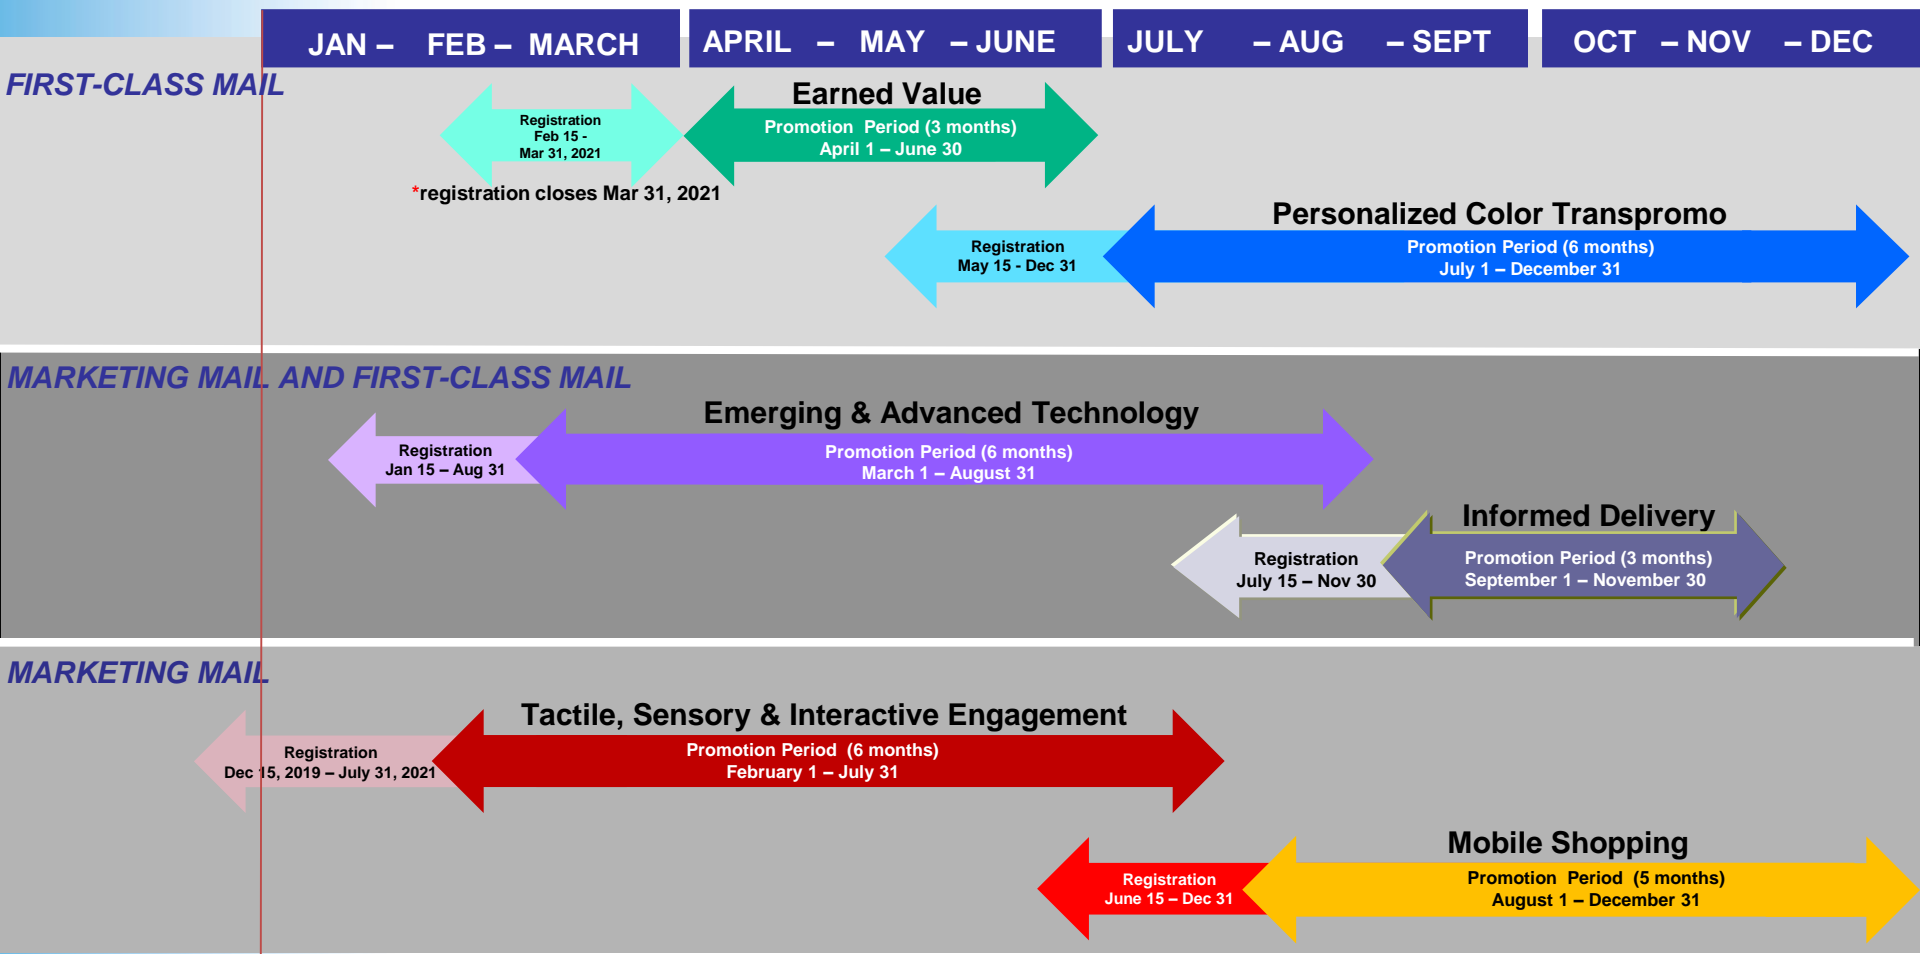 JAN – FEB – MARCH APRIL – MAY – JUNE JULY – AUG – SEPT OCT – NOV – DEC
FIRST-CLASS MAIL
Earned Value
Registration
Feb 15 -
Mar 31, 2021
Promotion Period (3 months)
April 1 – June 30
*registration closes Mar 31, 2021
Personalized Color Transpromo
Registration
May 15 - Dec 31
Promotion Period (6 months)
July 1 – December 31
MARKETING MAIL AND FIRST-CLASS MAIL
Emerging & Advanced Technology
Registration
Jan 15 – Aug 31
Promotion Period (6 months)
March 1 – August 31
Informed Delivery
Registration
July 15 – Nov 30
Promotion Period (3 months)
September 1 – November 30
MARKETING MAIL
Tactile, Sensory & Interactive Engagement
Registration
Dec 15, 2019 – July 31, 2021
Promotion Period (6 months)
February 1 – July 31
Mobile Shopping
Registration
June 15 – Dec 31
Promotion Period (5 months)
August 1 – December 31